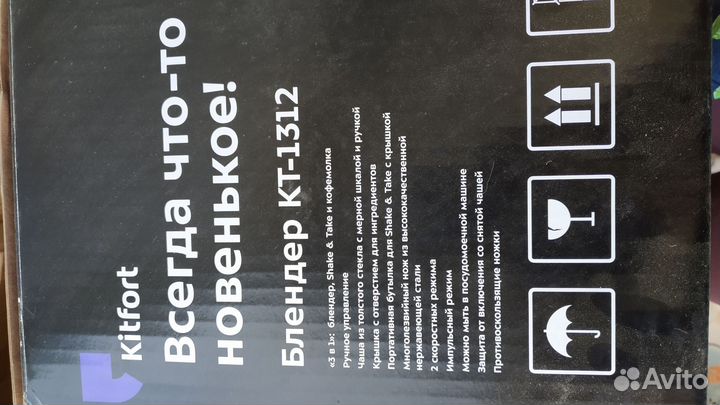 Kitfort
Всегда что-то
новенькое!
Блендер КТ-1312
«3 в 1»: блендер, Shake & Take и кофемолка
Ручное управление
Чаша из толстого стекла с мерной шкалой и ручкой
Крышка с отверстием для ингредиентов
Портативная бутылка для Shake & Take с крышкой
Многолезвийный нож из высококачественной
нержавеющей стали
2 скоростных режима
Импульсный режим
Можно мыть в посудомоечной машине
Защита от включения со снятой чашей
Противоскользящие ножки
Avito